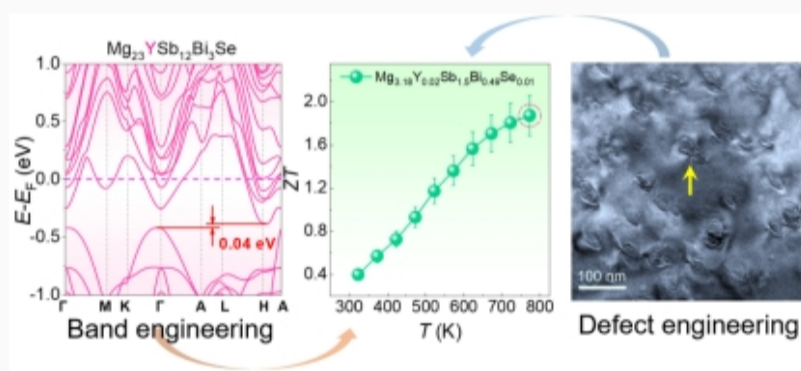 Mg₂₃YSb₁₂Bi₃Se
1.0
0.5
0.0
-0.5
-1.0
E-E_F (eV)
0.04 eV
Γ M K Γ A L H A
Band engineering
Mg₃.₁₈Y₀.₀₂Sb₁.₅Bi₀.₄₉Se₀.₀₁
2.0
1.6
1.2
0.8
0.4
ZT
300 400 500 600 700 800
T (K)
100 nm
Defect engineering